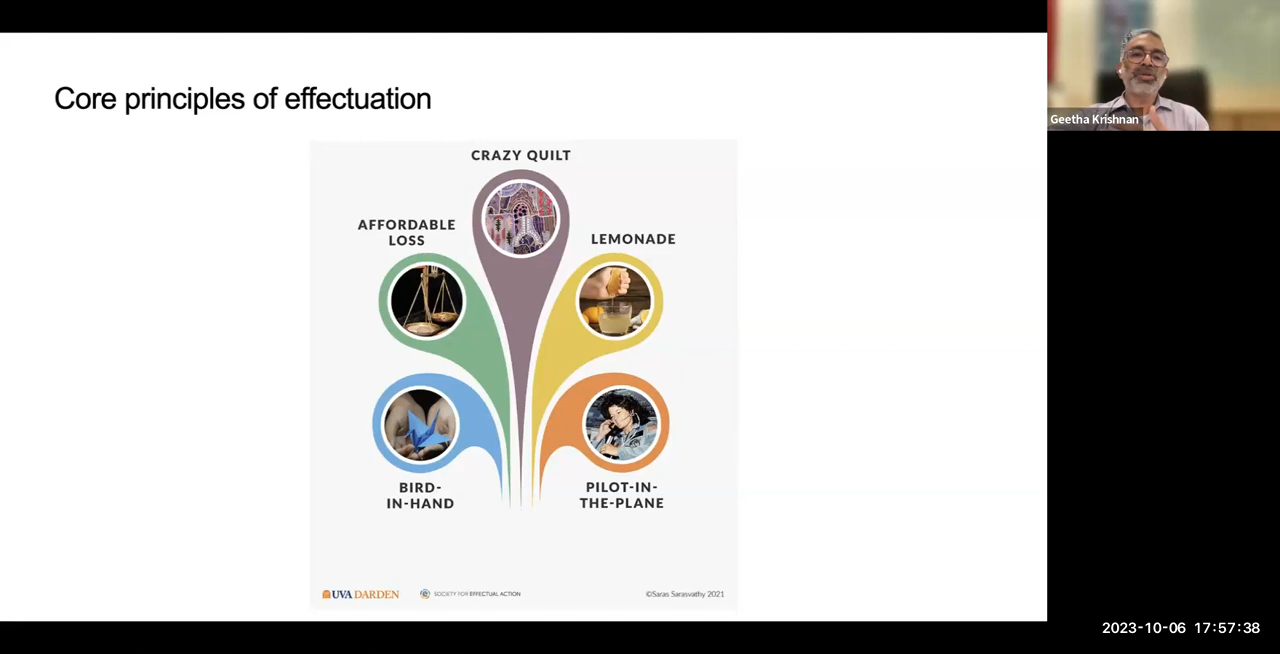 Core principles of effectuation
CRAZY QUILT
AFFORDABLE
LOSS
LEMONADE
BIRD-
IN-HAND
PILOT-IN-
THE-PLANE
UVA DARDEN
SOCIETY FOR EFFECTUAL ACTION
©Saras Sarasvathy 2021
Geetha Krishnan
2023-10-06 17:57:38